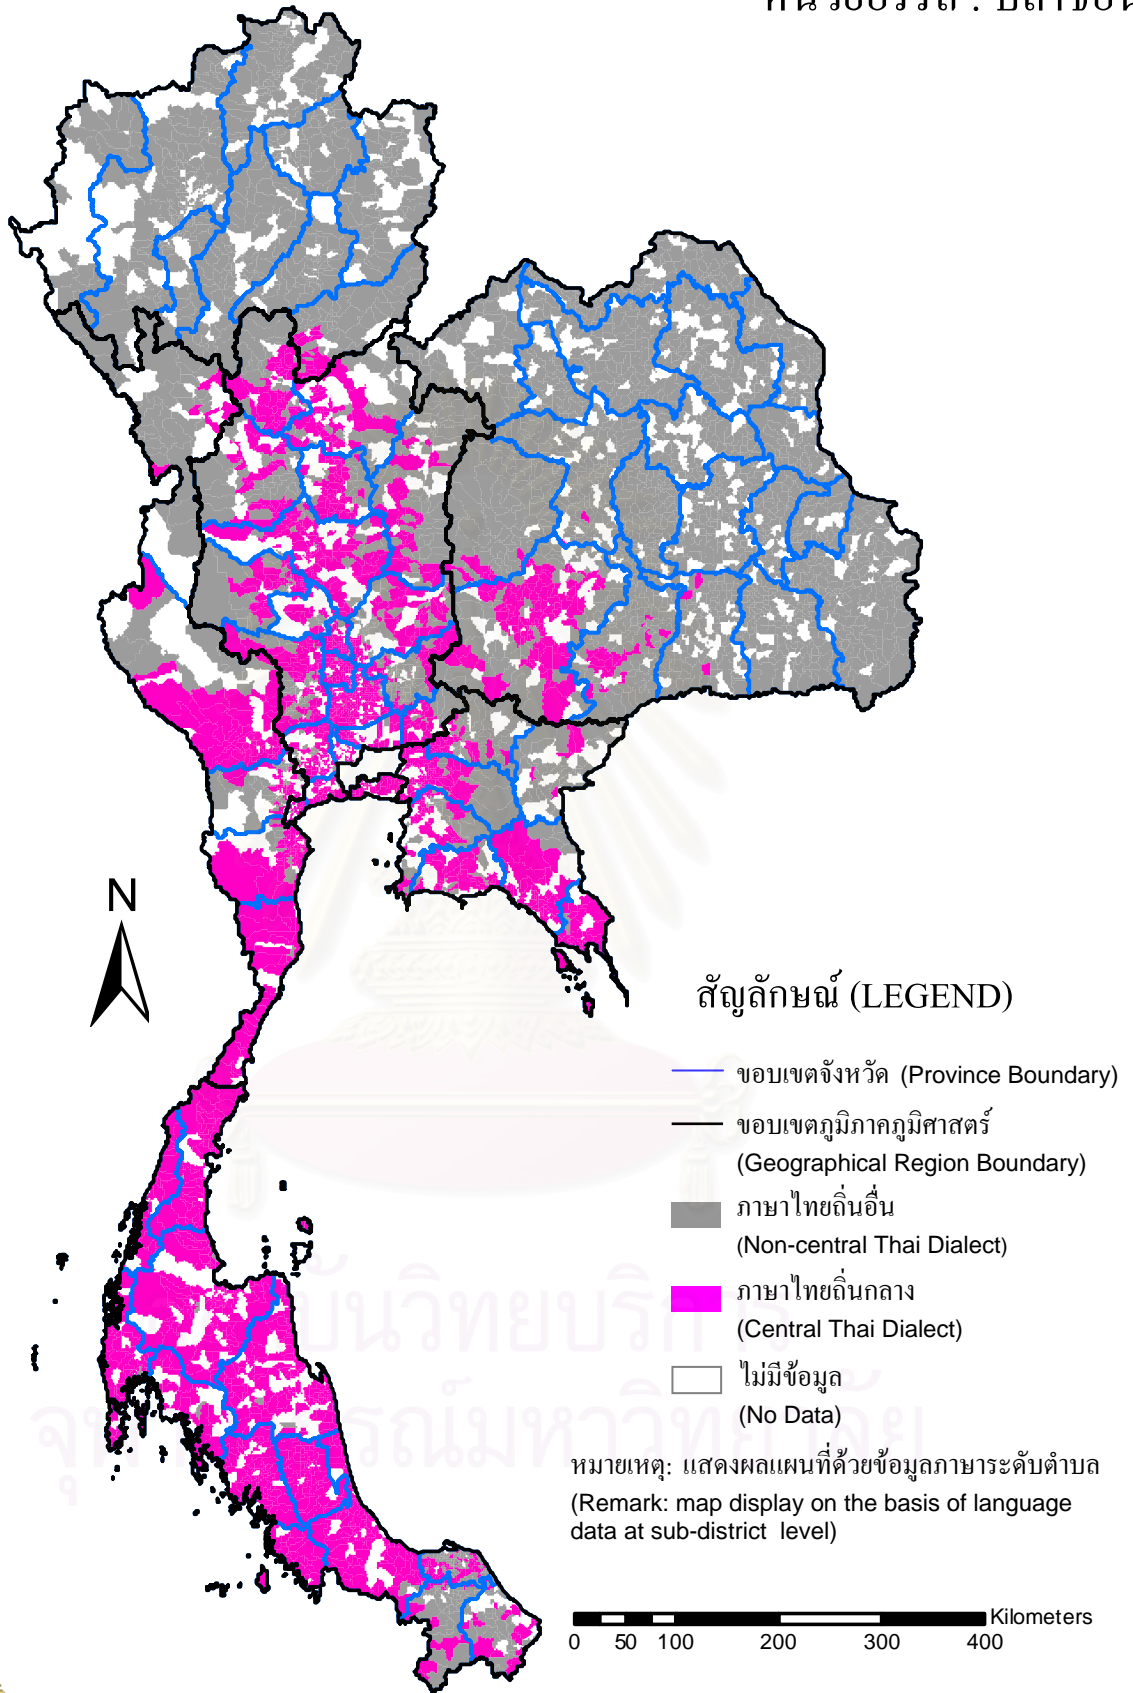 N
สัญลักษณ์ (LEGEND)
ขอบเขตจังหวัด (Province Boundary)
ขอบเขตภูมิภาคภูมิศาสตร์
(Geographical Region Boundary)
ภาษาไทยถิ่นอื่น
(Non-central Thai Dialect)
ภาษาไทยถิ่นกลาง
(Central Thai Dialect)
ไม่มีข้อมูล
(No Data)
หมายเหตุ: แสดงผลแผนที่ด้วยข้อมูลภาษาระดับตำบล
(Remark: map display on the basis of language
data at sub-district level)
Kilometers
0 50 100 200 300 400